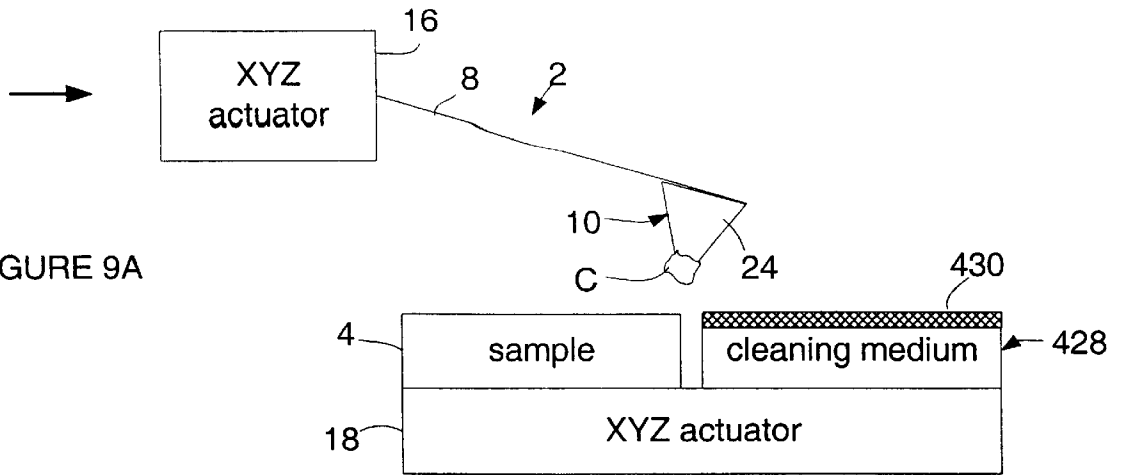 16
XYZ
actuator
8
2
10
24
C
GURE 9A
430
4
sample
cleaning medium
428
18
XYZ actuator